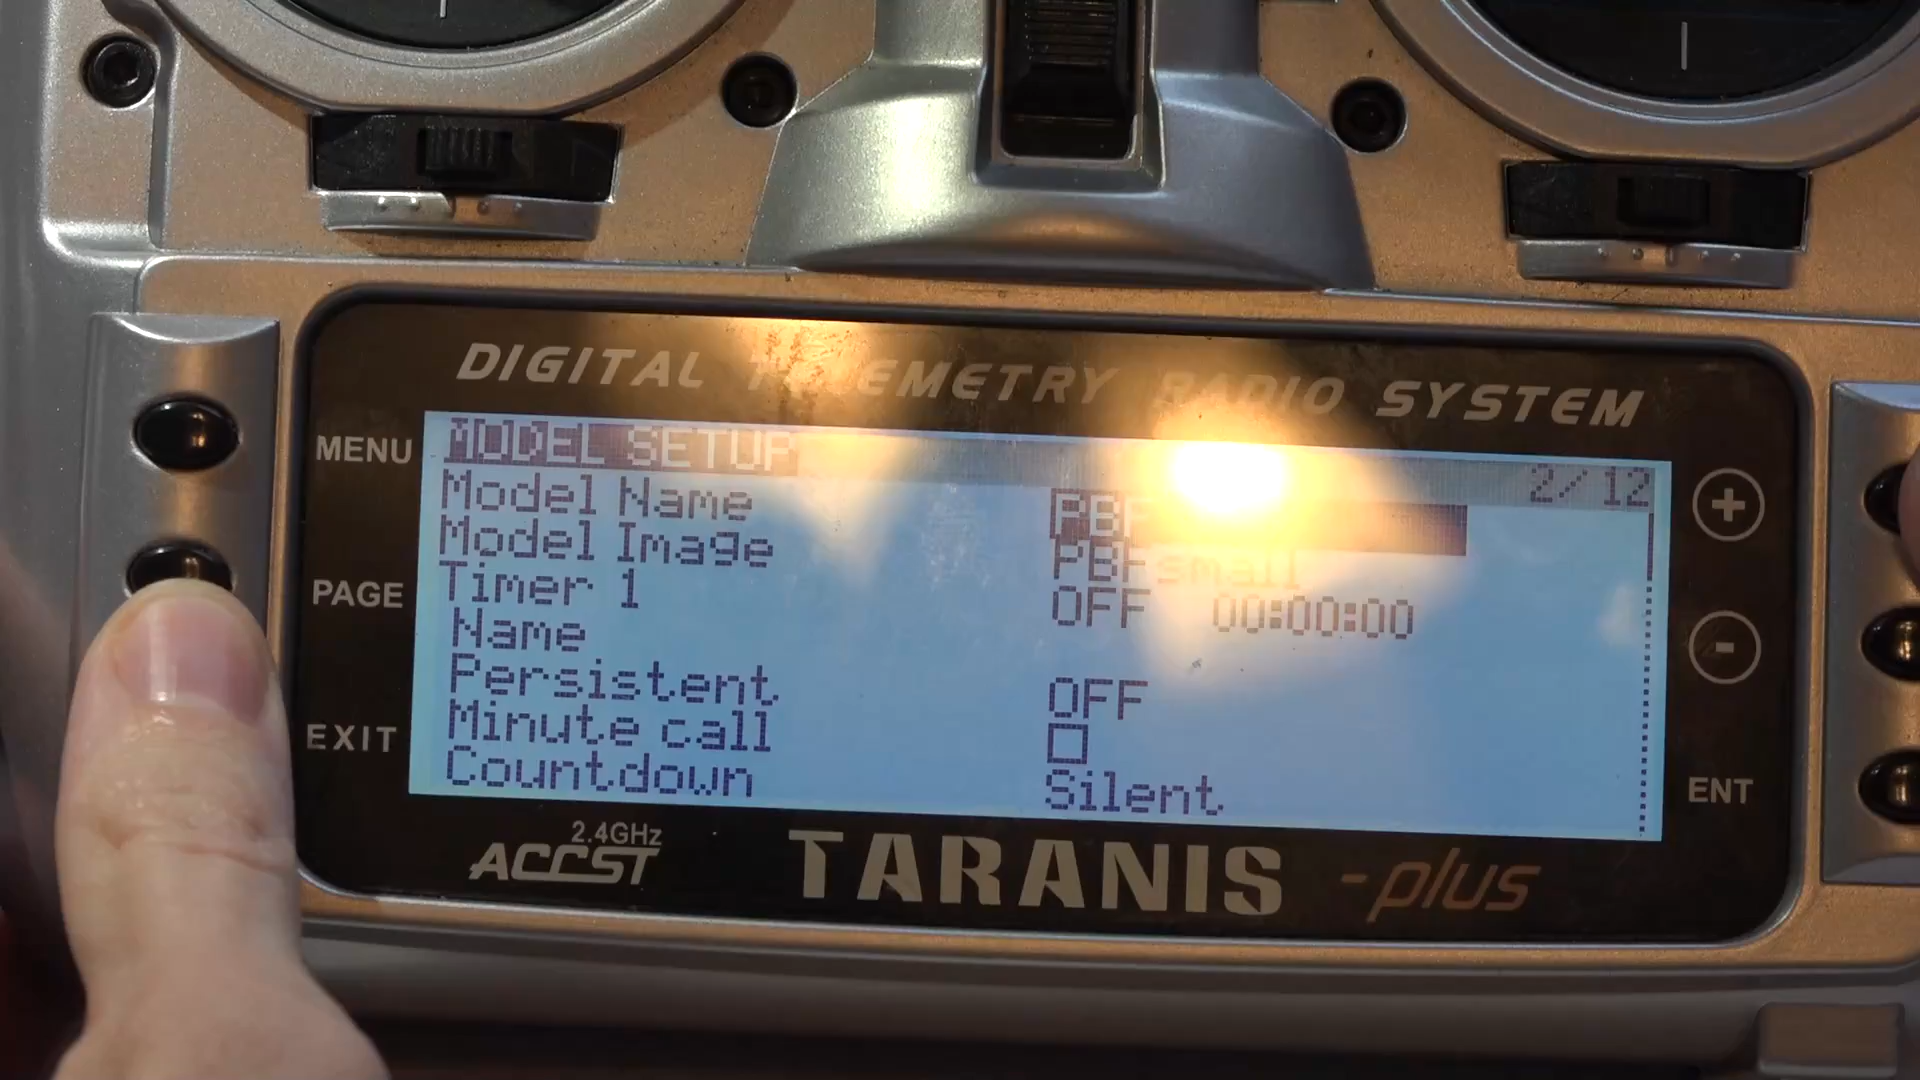 DIGITAL TELEMETRY RADIO SYSTEM
MENU
PAGE
EXIT
MODEL SETUP 2/12
Model Name
Model Image PBFsmall
Timer 1 OFF 00:00:00
Name
Persistent OFF
Minute call
Countdown Silent
+
-
ENT
2.4GHz
ACCST
TARANIS -plus